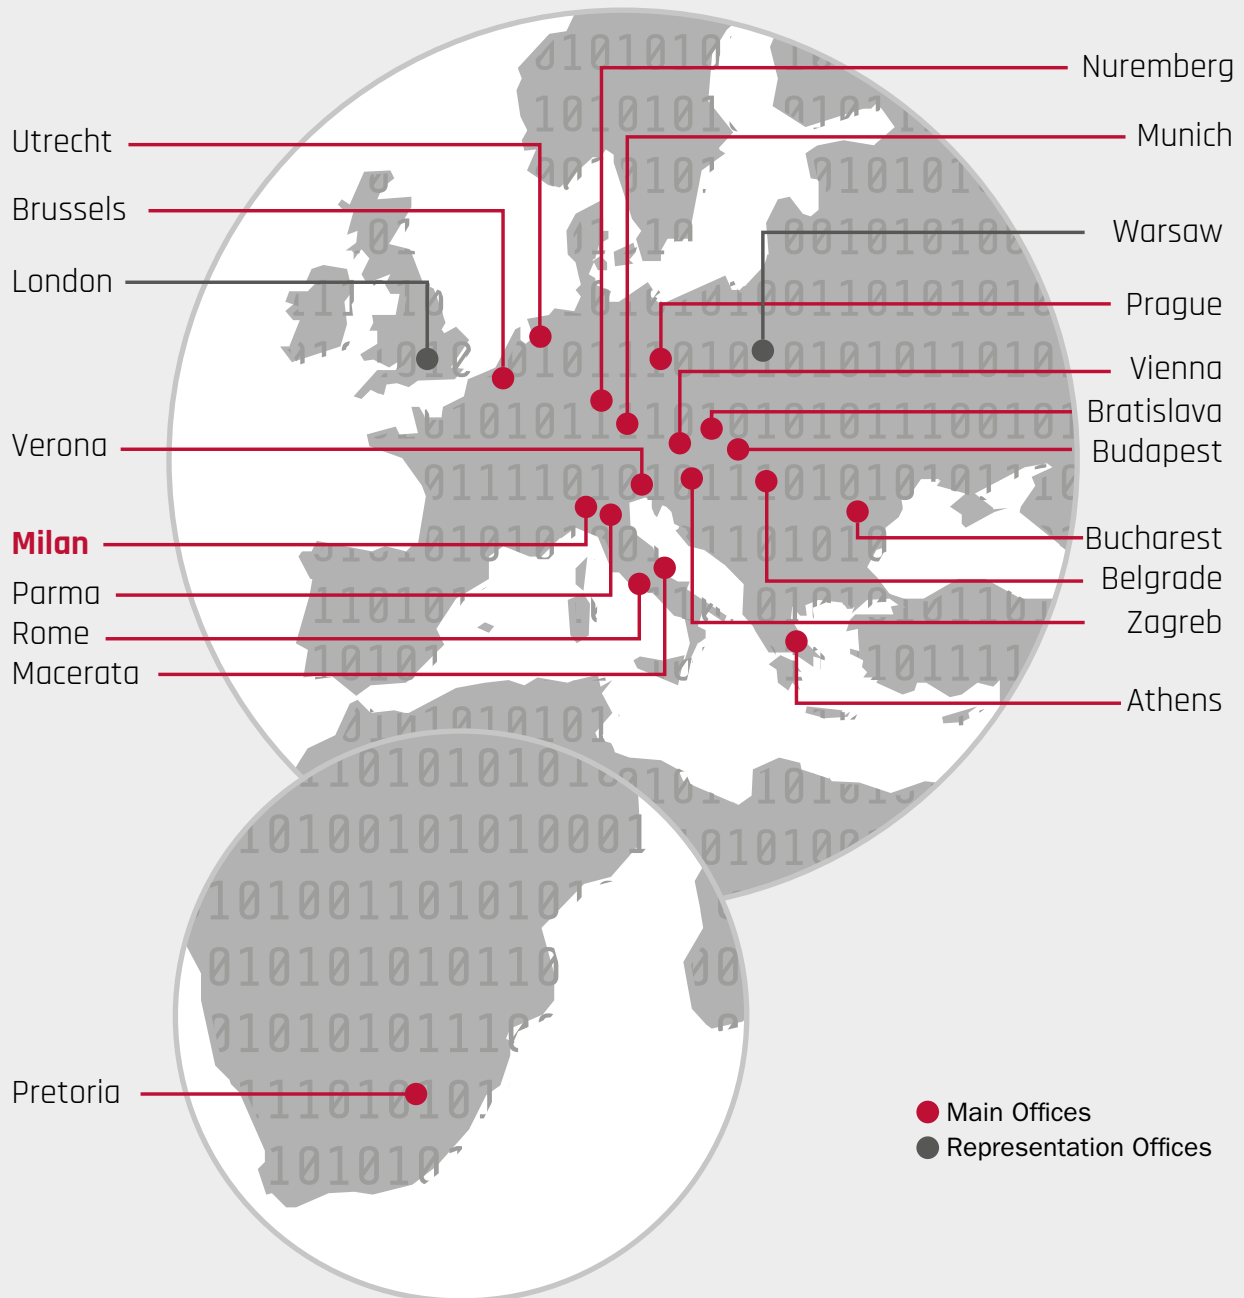 Nuremberg
Munich
Utrecht
Brussels
Warsaw
London
Prague
Vienna
Bratislava
Verona
Budapest
Milan
Bucharest
Belgrade
Parma
Zagreb
Rome
Macerata
Athens
Pretoria
Main Offices
Representation Offices